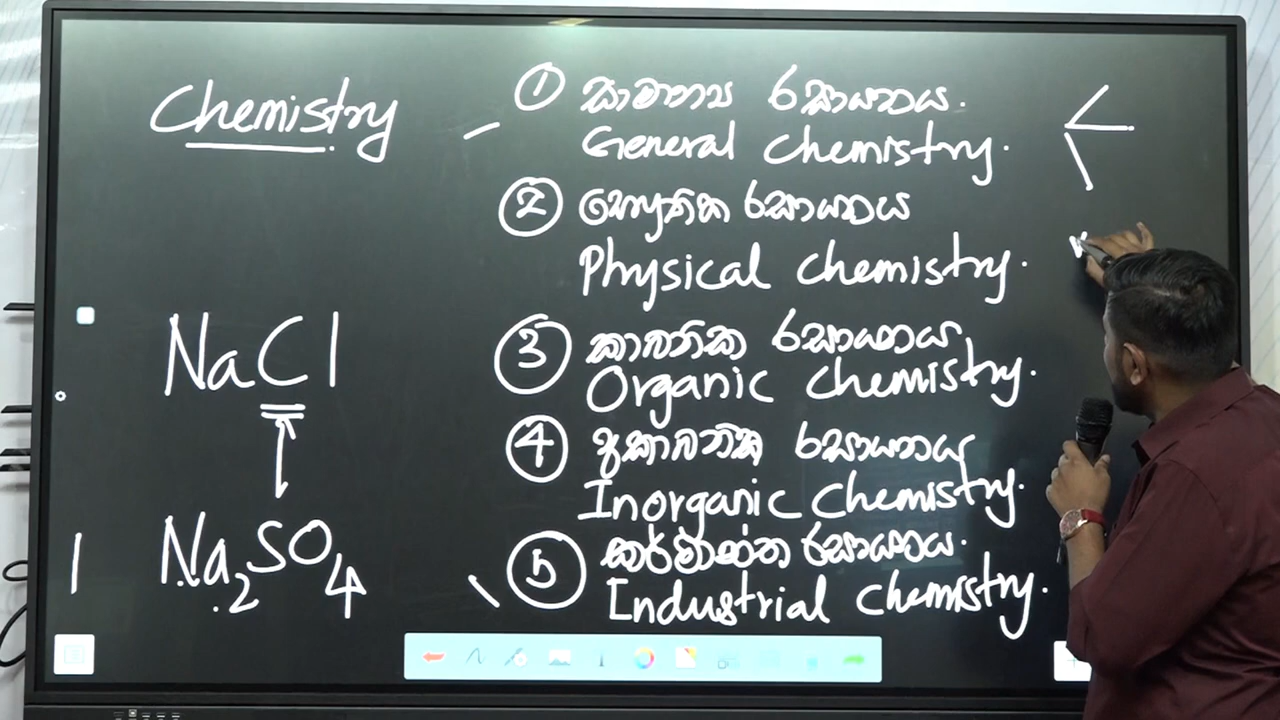 Chemistry
① සාමාන්‍ය රසායනය.
General chemistry.
② භෞතික රසායනය
Physical chemistry.
③ කාබනික රසායනය
Organic chemistry.
④ අකාබනික රසායනය
Inorganic chemistry.
⑤ කර්මාන්ත රසායනය.
Industrial chemistry.
NaCl
Na₂SO₄